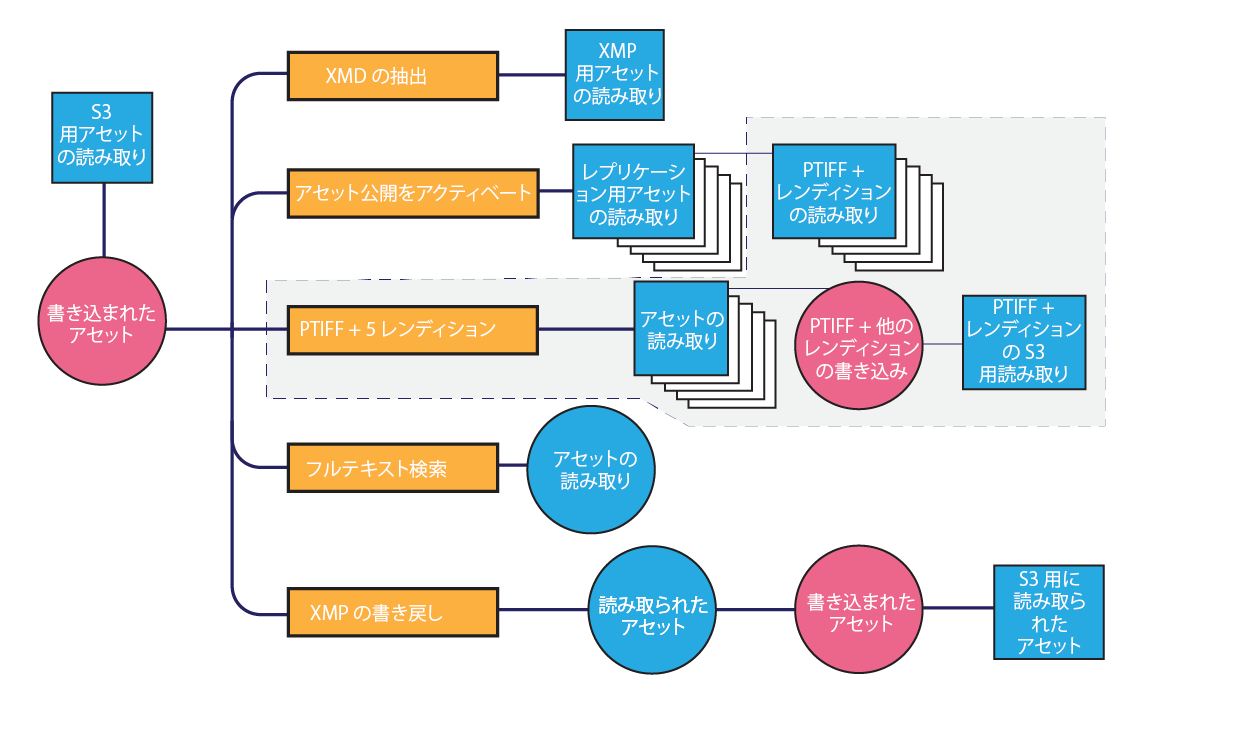 S3
用アセット
の読み取り
書き込まれた
アセット
XMD の抽出
XMP
用アセット
の読み取り
アセット公開をアクティベート
レプリケーシ
ョン用アセット
の読み取り
PTIFF +
レンディション
の読み取り
PTIFF + 5 レンディション
アセットの
読み取り
PTIFF + 他の
レンディション
の書き込み
PTIFF +
レンディション
の S3
用読み取り
フルテキスト検索
アセットの
読み取り
XMP の書き戻し
読み取られた
アセット
書き込まれた
アセット
S3 用に
読み取ら
れた
アセット